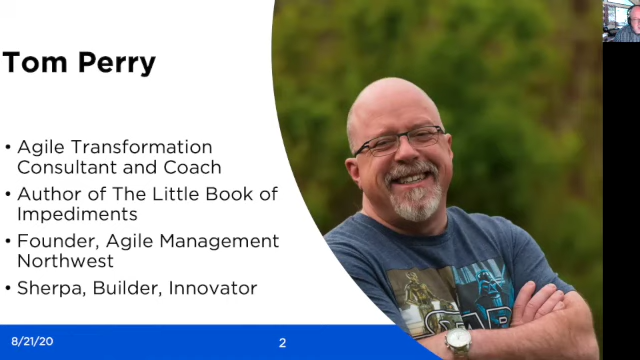 Tom Perry
• Agile Transformation
Consultant and Coach
• Author of The Little Book of
Impediments
• Founder, Agile Management
Northwest
• Sherpa, Builder, Innovator
8/21/20
2